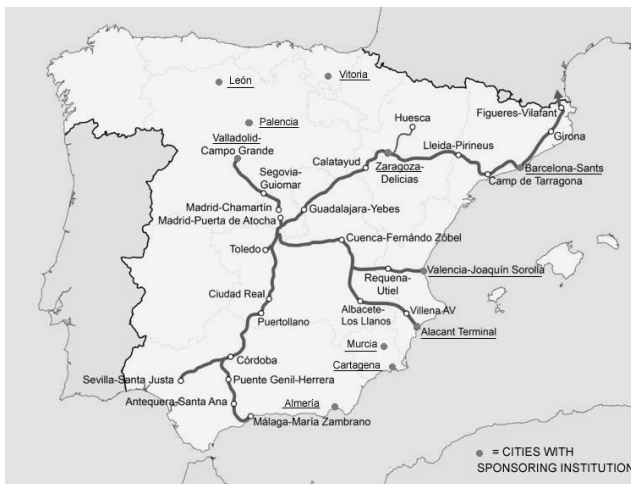 León
Vitoria
Palencia
Valladolid-
Campo Grande
Segovia-
Guiomar
Madrid-Chamartín
Madrid-Puerta de Atocha
Toledo
Guadalajara-Yebes
Calatayud
Huesca
Zaragoza-
Delicias
Lleida-Pirineus
Figueres-Vilafant
Girona
Barcelona-Sants
Camp de Tarragona
Cuenca-Fernándo Zóbel
Requena-
Utiel
Valencia-Joaquín Sorolla
Albacete-
Los Llanos
Villena AV
Alacant Terminal
Ciudad Real
Puertollano
Murcia
Cartagena
Córdoba
Sevilla-Santa Justa
Puente Genil-Herrera
Antequera-Santa Ana
Almería
Málaga-María Zambrano
= CITIES WITH
SPONSORING INSTITUTION